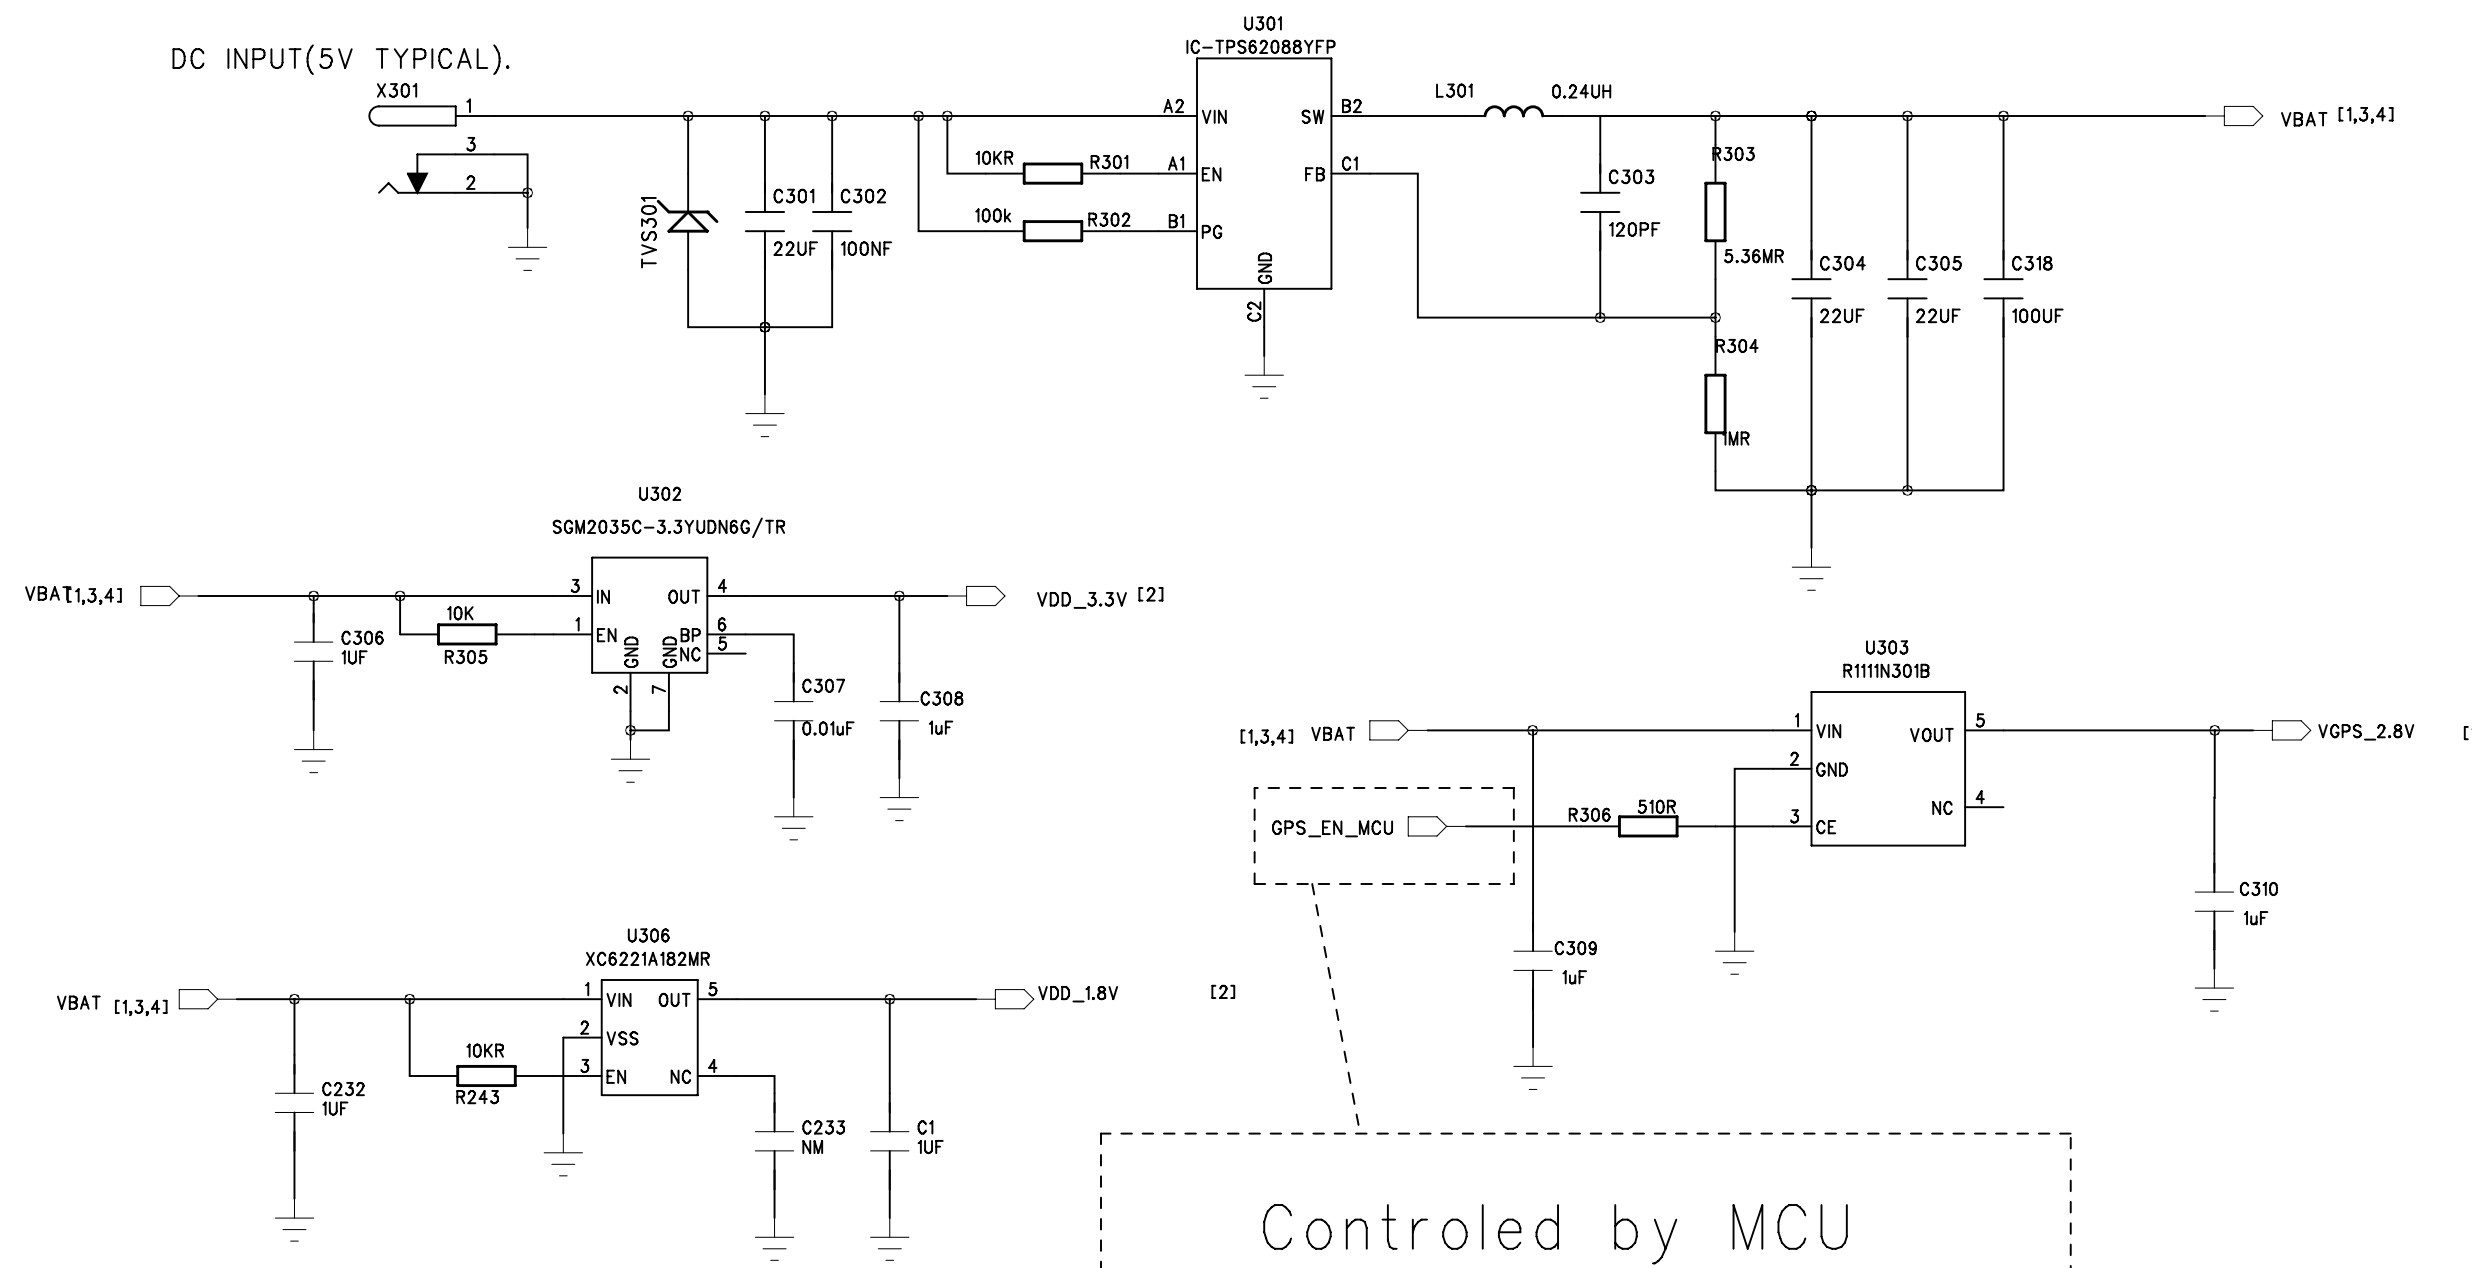 DC INPUT(5V TYPICAL).
X301
1
3
2
TVS301
C301
22UF
C302
100NF
10KR
R301
100k
R302
U301
IC-TPS62088YFP
A2
VIN
A1
EN
B1
PG
SW
B2
FB
C1
GND
C2
L301
0.24UH
C303
120PF
R303
5.36MR
R304
1MR
C304
22UF
C305
22UF
C318
100UF
VBAT [1,3,4]
U302
SGM2035C-3.3YUDN6G/TR
VBAT [1,3,4]
C306
1UF
10K
R305
3
IN
1
EN
OUT
4
BP
6
NC
5
GND
2
GND
7
C307
0.01uF
C308
1uF
VDD_3.3V [2]
U303
R1111N301B
[1,3,4] VBAT
GPS_EN_MCU
R306
510R
1
VIN
2
GND
3
CE
VOUT
5
NC
4
C309
1uF
C310
1uF
VGPS_2.8V
[
U306
XC6221A182MR
VBAT [1,3,4]
C232
1UF
10KR
R243
1
VIN
2
VSS
3
EN
OUT
5
NC
4
C233
NM
C1
1UF
VDD_1.8V
[2]
Controled by MCU